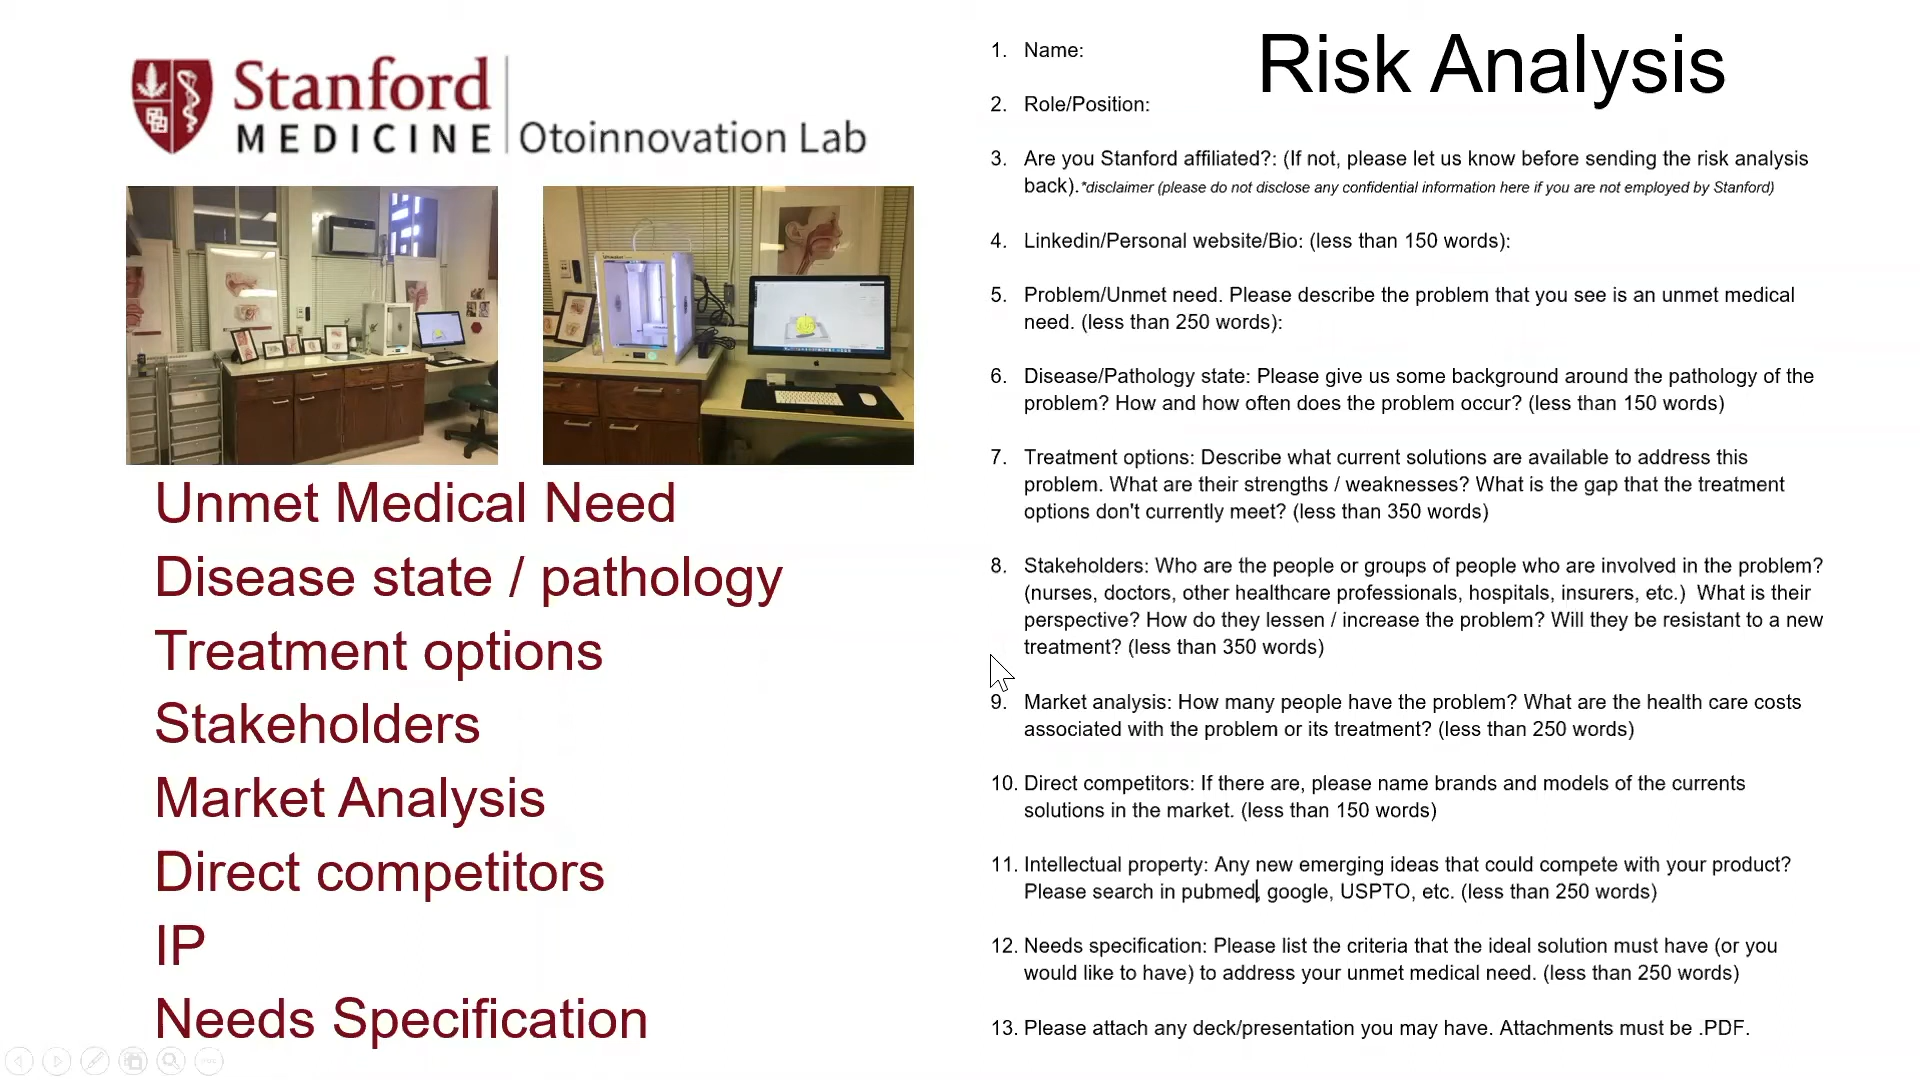 Stanford
MEDICINE
Otoinnovation Lab
Unmet Medical Need
Disease state / pathology
Treatment options
Stakeholders
Market Analysis
Direct competitors
IP
Needs Specification
Risk Analysis
1. Name:
2. Role/Position:
3. Are you Stanford affiliated?: (If not, please let us know before sending the risk analysis
back).*disclaimer (please do not disclose any confidential information here if you are not employed by Stanford)
4. Linkedin/Personal website/Bio: (less than 150 words):
5. Problem/Unmet need. Please describe the problem that you see is an unmet medical
need. (less than 250 words):
6. Disease/Pathology state: Please give us some background around the pathology of the
problem? How and how often does the problem occur? (less than 150 words)
7. Treatment options: Describe what current solutions are available to address this
problem. What are their strengths / weaknesses? What is the gap that the treatment
options don't currently meet? (less than 350 words)
8. Stakeholders: Who are the people or groups of people who are involved in the problem?
(nurses, doctors, other healthcare professionals, hospitals, insurers, etc.) What is their
perspective? How do they lessen / increase the problem? Will they be resistant to a new
treatment? (less than 350 words)
9. Market analysis: How many people have the problem? What are the health care costs
associated with the problem or its treatment? (less than 250 words)
10. Direct competitors: If there are, please name brands and models of the currents
solutions in the market. (less than 150 words)
11. Intellectual property: Any new emerging ideas that could compete with your product?
Please search in pubmed, google, USPTO, etc. (less than 250 words)
12. Needs specification: Please list the criteria that the ideal solution must have (or you
would like to have) to address your unmet medical need. (less than 250 words)
13. Please attach any deck/presentation you may have. Attachments must be .PDF.